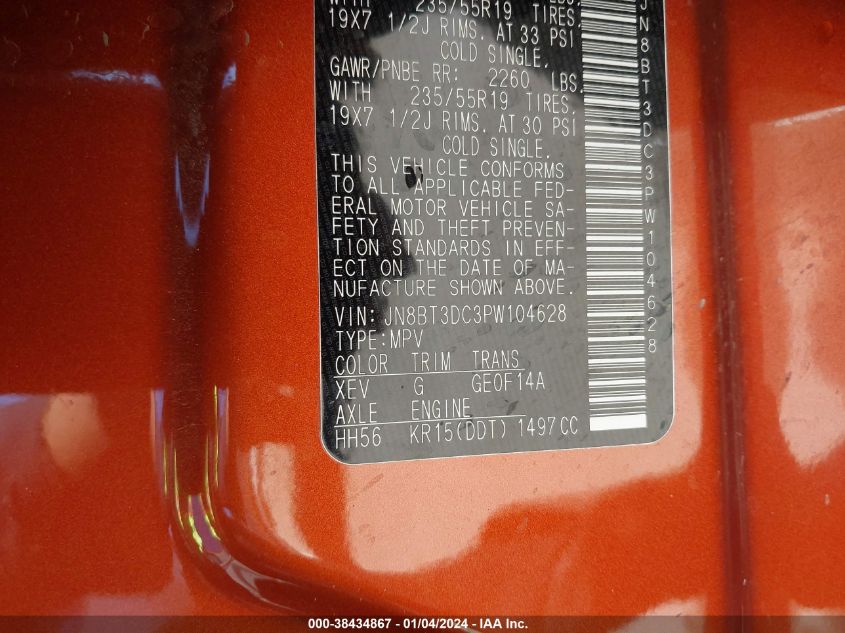 WITH 235/55R19 TIRES,
19X7 1/2J RIMS. AT 33 PSI
COLD SINGLE.
GAWR/PNBE RR: 2260 LBS.
WITH 235/55R19 TIRES,
19X7 1/2J RIMS. AT 30 PSI
COLD SINGLE.
THIS VEHICLE CONFORMS
TO ALL APPLICABLE FED-
ERAL MOTOR VEHICLE SA-
FETY AND THEFT PREVEN-
TION STANDARDS IN EFF-
ECT ON THE DATE OF MA-
NUFACTURE SHOWN ABOVE.
VIN: JN8BT3DC3PW104628
TYPE:MPV
COLOR TRIM TRANS
XEV G GE0F14A
AXLE ENGINE
HH56 KR15(DDT) 1497CC
JN8BT3DC3PW104628
000-38434867 - 01/04/2024 - IAA Inc.